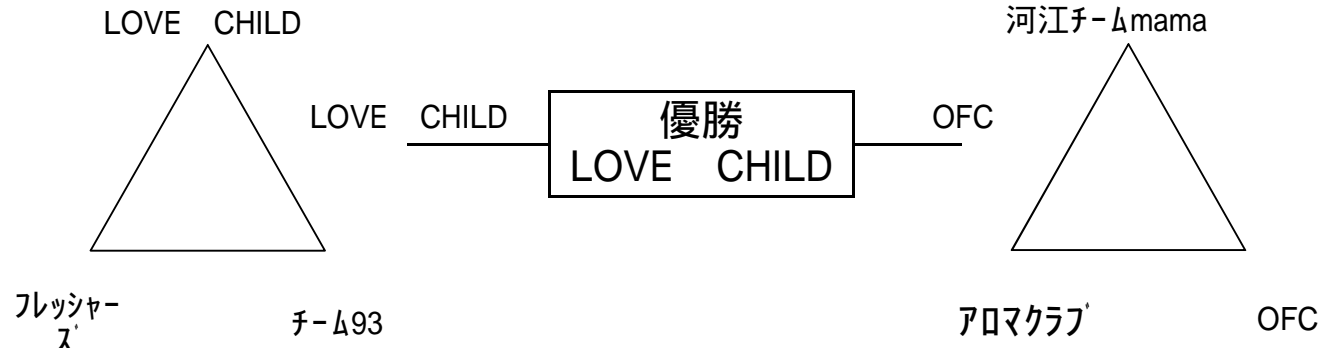 LOVE CHILD
河江ﾁｰﾑmama
LOVE CHILD
優勝
LOVE CHILD
OFC
ﾌﾚｯｼｬｰ
ｽﾞ
ﾁｰﾑ93
ｱﾛﾏｸﾗﾌﾞ
OFC